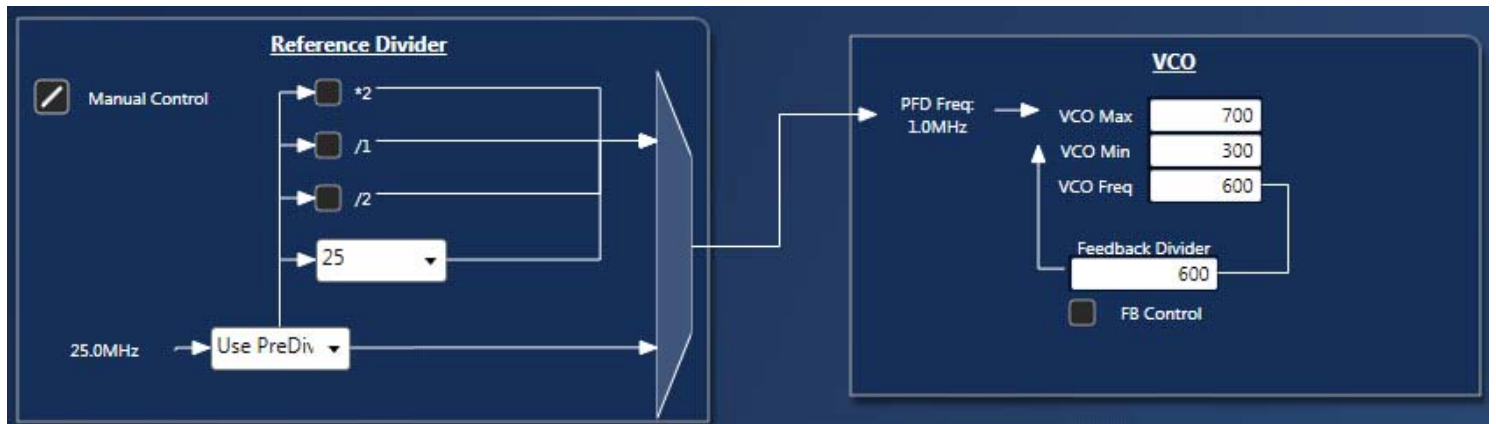 Reference Divider
Manual Control
*2
/1
/2
25
25.0MHz
Use PreDiv
VCO
PFD Freq:
1.0MHz
VCO Max 700
VCO Min 300
VCO Freq 600
Feedback Divider
600
FB Control